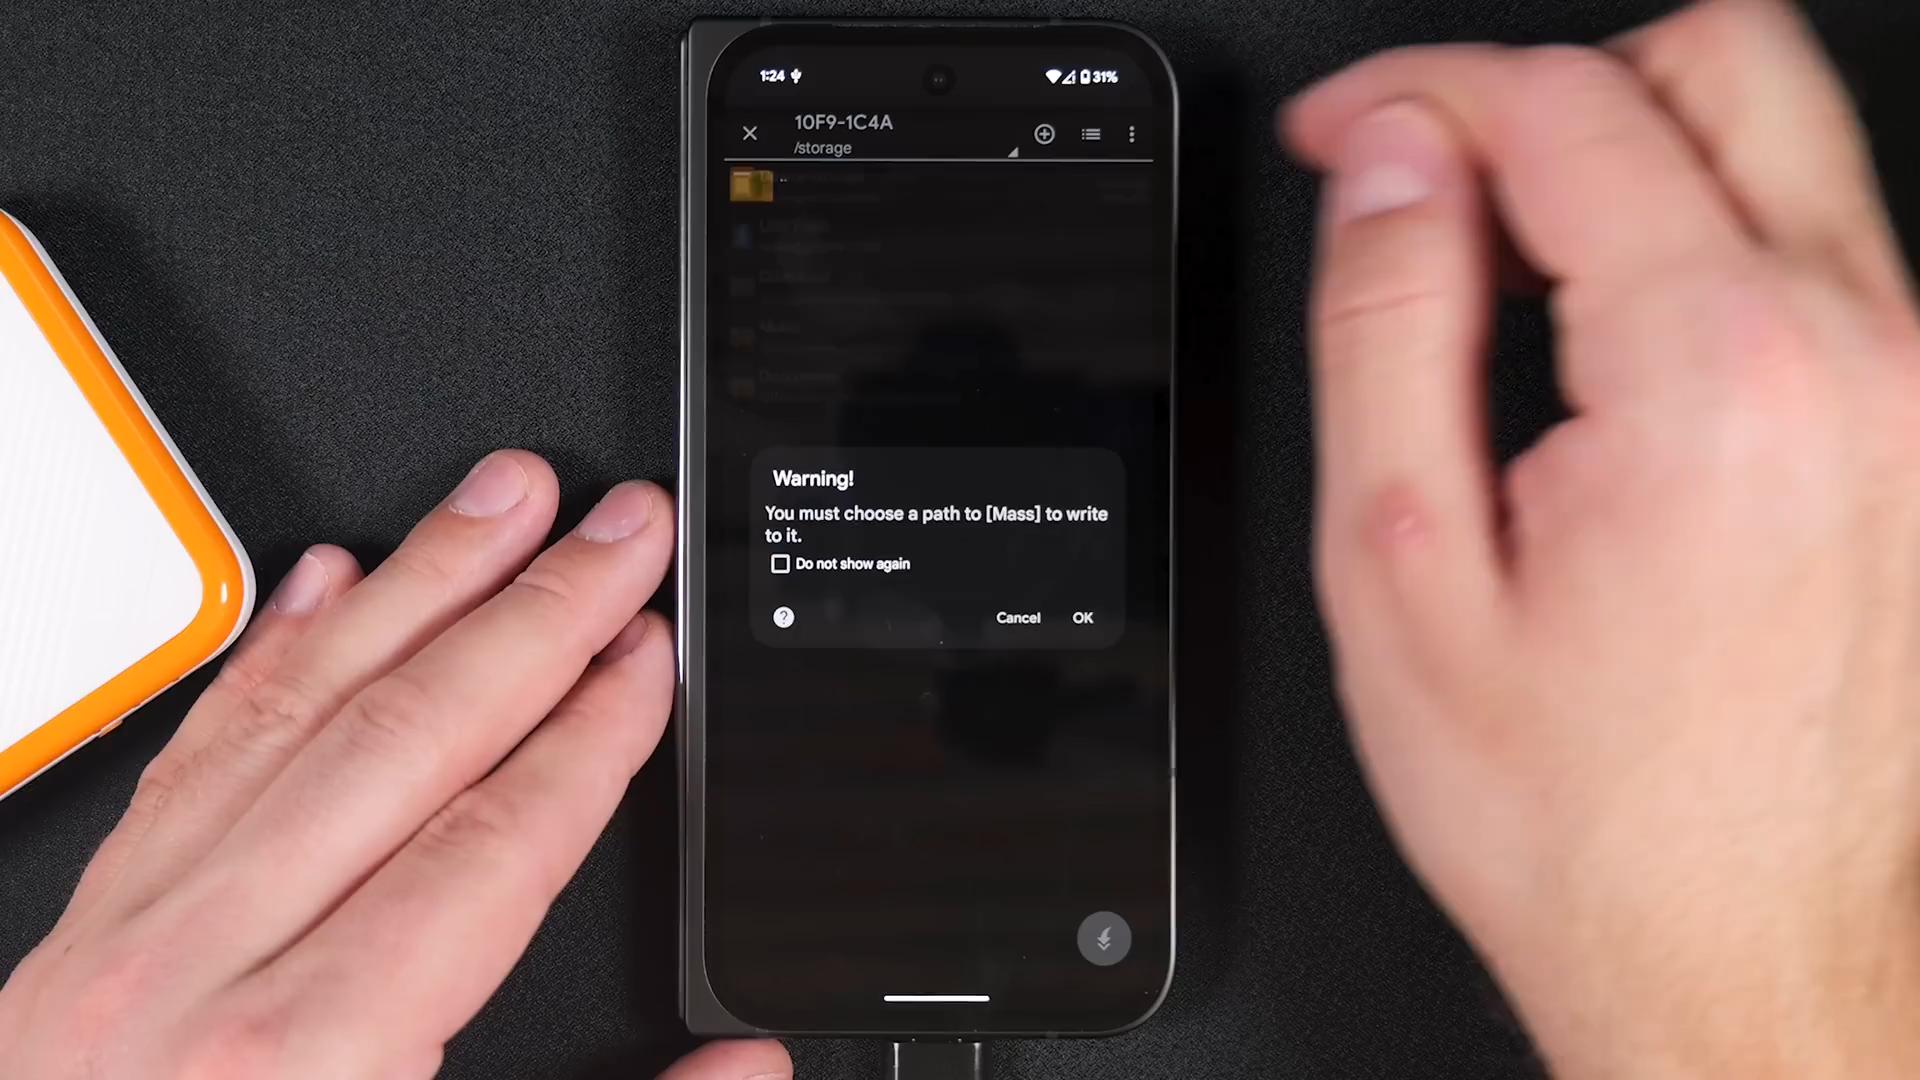 1:24
31%
10F9-1C4A
/storage
..
Warning!
You must choose a path to [Mass] to write
to it.
Do not show again
?
Cancel
OK